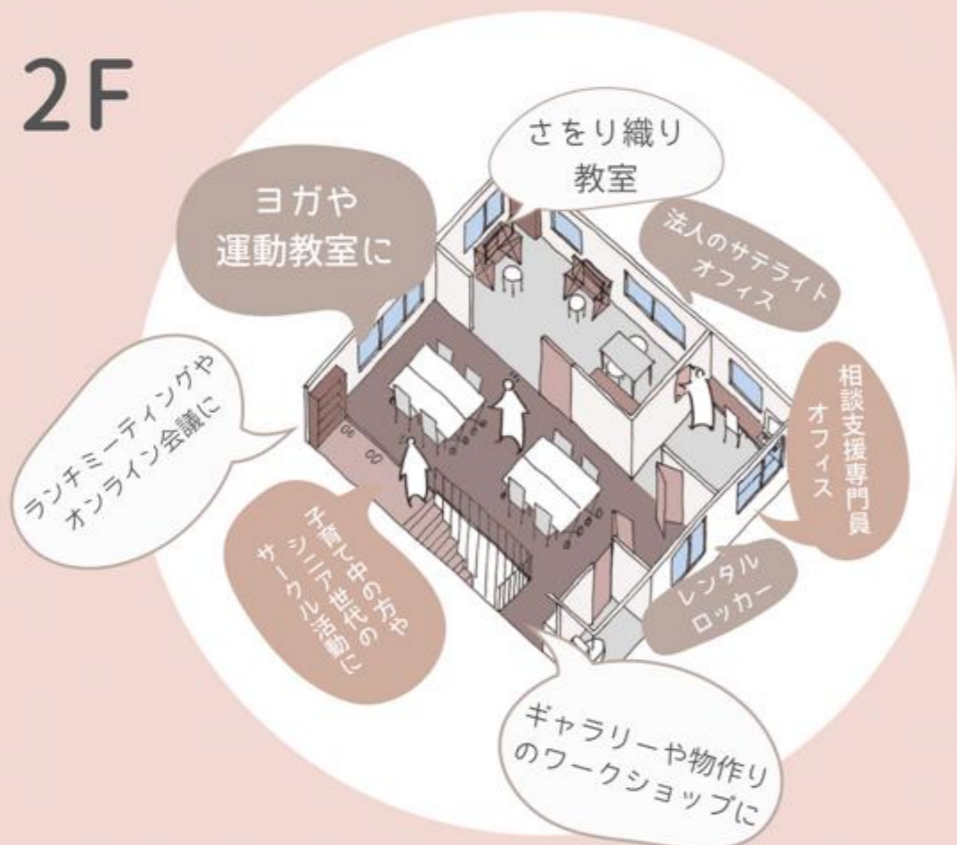 2F
さをり織り
教室
ヨガや
運動教室に
法人のサテライト
オフィス
ランチミーティングや
オンライン会議に
相談支援専門員
オフィス
子育て中の方や
シニア世代の
サークル活動に
レンタル
ロッカー
ギャラリーや物作り
のワークショップに